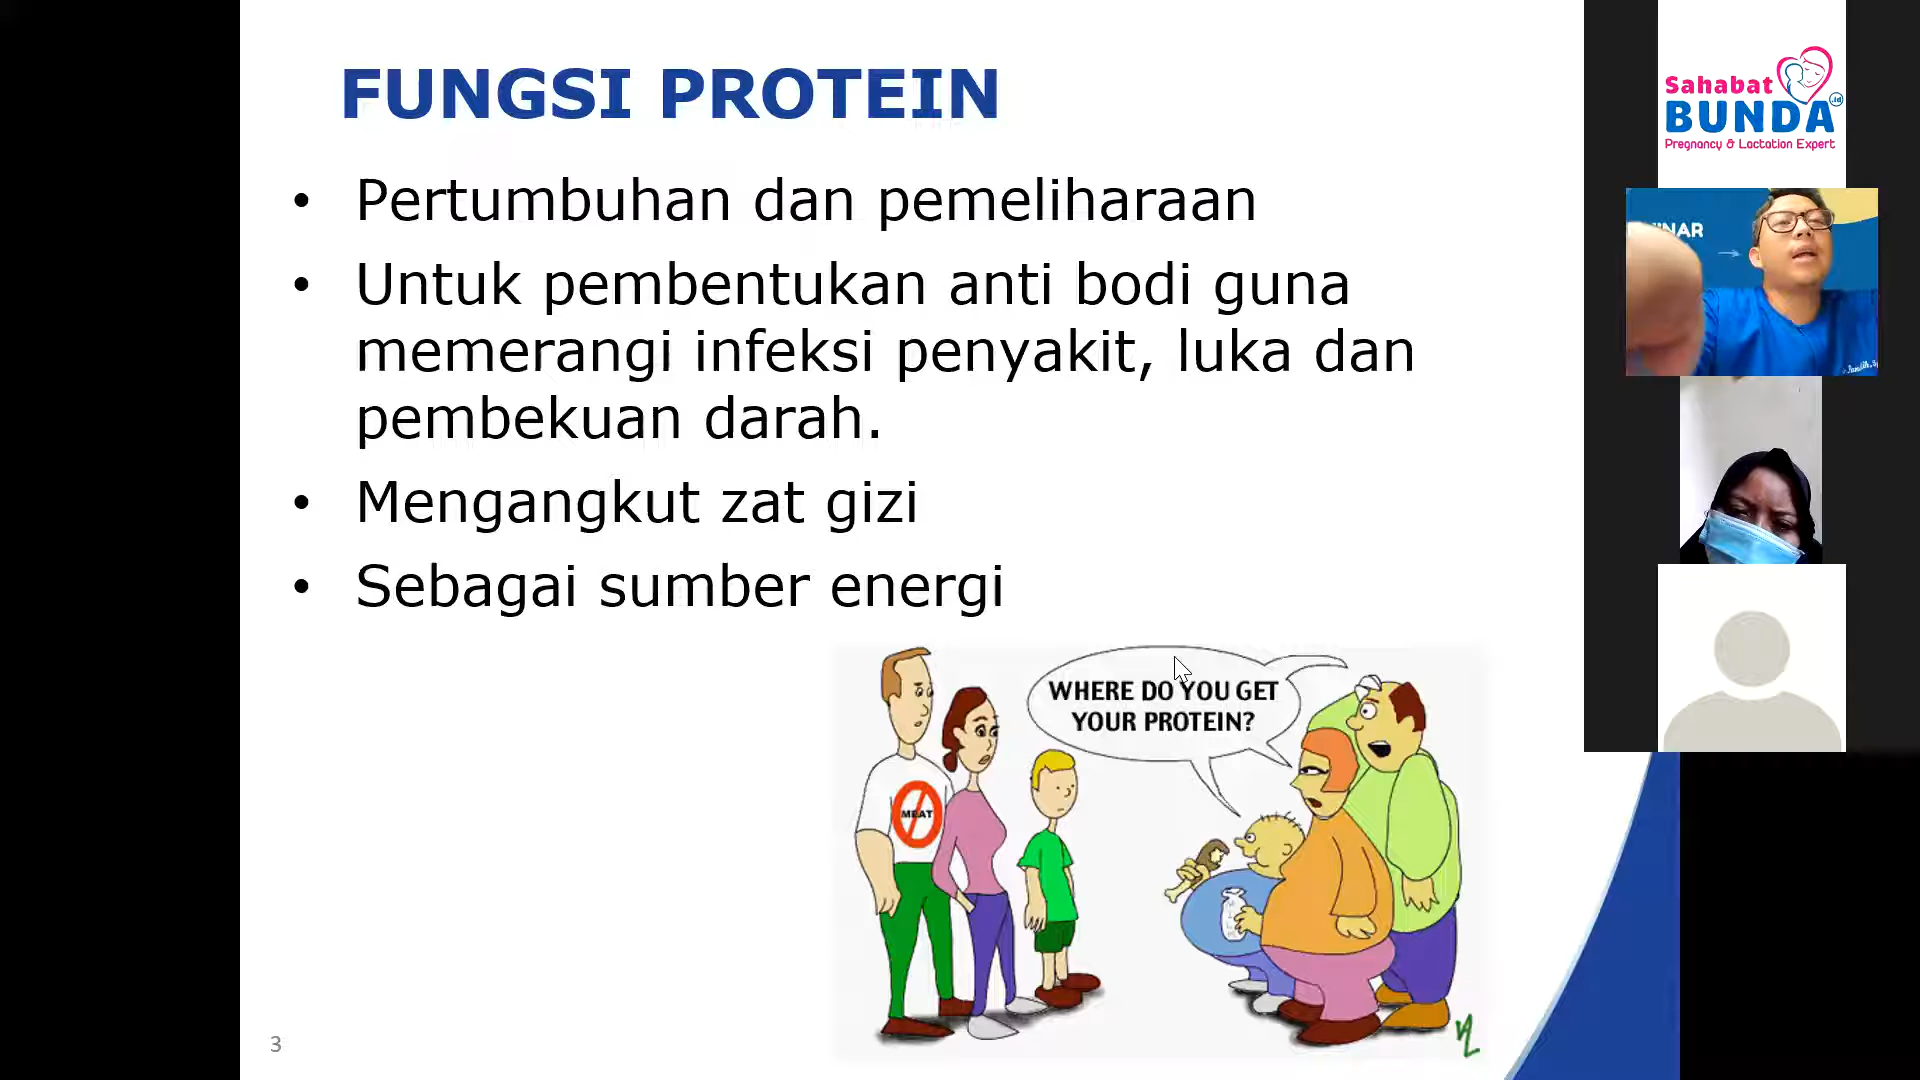 FUNGSI PROTEIN
• Pertumbuhan dan pemeliharaan
• Untuk pembentukan anti bodi guna
memerangi infeksi penyakit, luka dan
pembekuan darah.
• Mengangkut zat gizi
• Sebagai sumber energi
WHERE DO YOU GET
YOUR PROTEIN?
MEAT
3
Sahabat
BUNDA
.id
Pregnancy & Lactation Expert